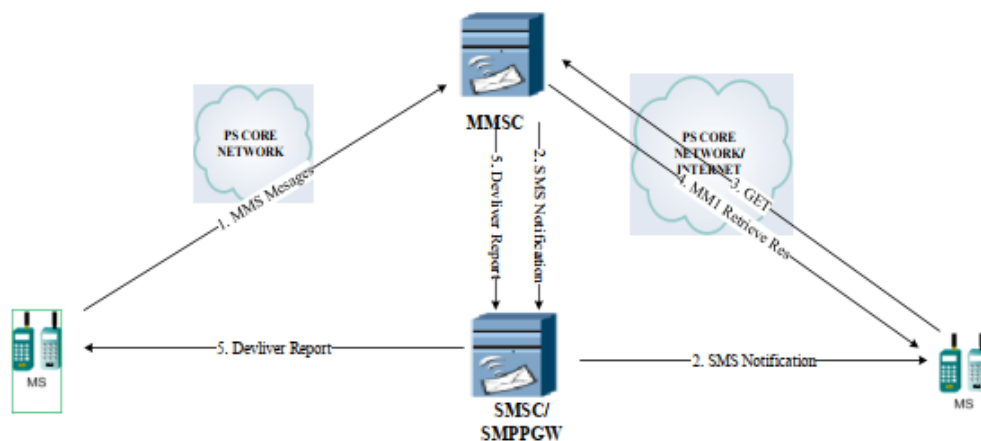 MMSC
PS CORE
NETWORK
PS CORE
NETWORK/
INTERNET
1. MMS Mesages
5. Devliver Report
2. SMS Notification
3. GET
4. MM1 Retrieve Res
MS
5. Devliver Report
2. SMS Notification
MS
SMSC/
SMPPGW